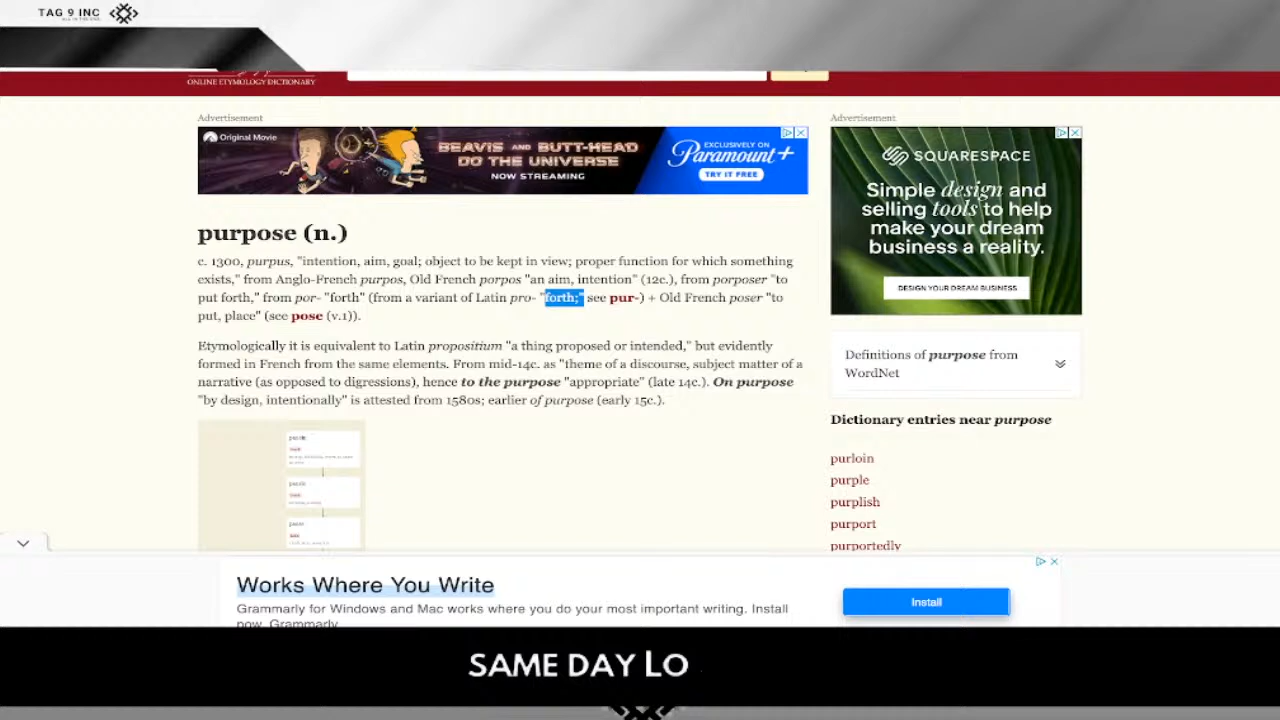 TAG 9 INC
ONLINE ETYMOLOGY DICTIONARY
Advertisement
Original Movie
BEAVIS AND BUTT-HEAD
DO THE UNIVERSE
NOW STREAMING
EXCLUSIVELY ON
Paramount+
TRY IT FREE
purpose (n.)
c. 1300, purpus, "intention, aim, goal; object to be kept in view; proper function for which something
exists," from Anglo-French purpos, Old French porpos "an aim, intention" (12c.), from porposer "to
put forth," from por- "forth" (from a variant of Latin pro- "forth;" see pur-) + Old French poser "to
put, place" (see pose (v.1)).
Etymologically it is equivalent to Latin propositium "a thing proposed or intended," but evidently
formed in French from the same elements. From mid-14c. as "theme of a discourse, subject matter of a
narrative (as opposed to digressions), hence to the purpose "appropriate" (late 14c.). On purpose
"by design, intentionally" is attested from 1580s; earlier of purpose (early 15c.).
Advertisement
SQUARESPACE
Simple design and
selling tools to help
make your dream
business a reality.
DESIGN YOUR DREAM BUSINESS
Definitions of purpose from
WordNet
Dictionary entries near purpose
purloin
purple
purplish
purport
purportedly
Works Where You Write
Grammarly for Windows and Mac works where you do your most important writing. Install
now. Grammarly
Install
SAME DAY LO